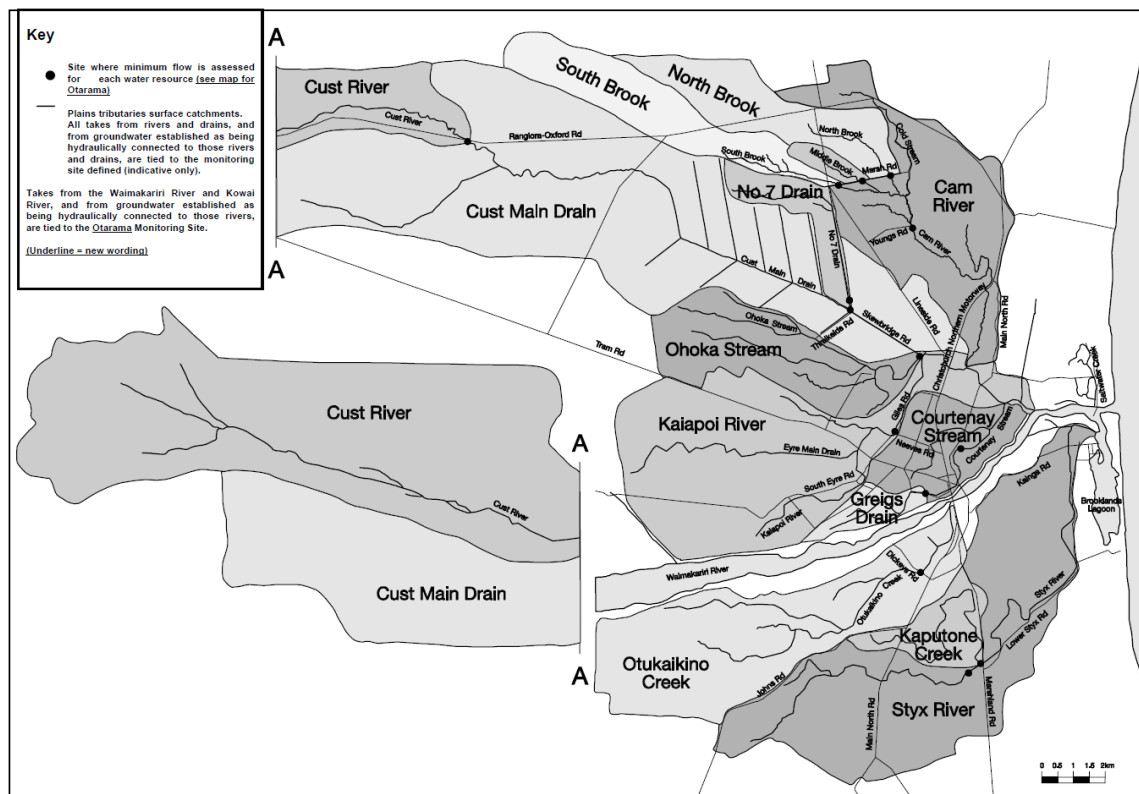 Key
Site where minimum flow is assessed
for each water resource (see map for
Otarama)
Plains tributaries surface catchments.
All takes from rivers and drains, and
from groundwater established as being
hydraulically connected to those rivers
and drains, are tied to the monitoring
site defined (indicative only).
Takes from the Waimakariri River and Kowai
River, and from groundwater established as
being hydraulically connected to those rivers,
are tied to the Otarama Monitoring Site.
(Underline = new wording)
A
A
Cust River
Cust River
Rangiora-Oxford Rd
South Brook
North Brook
North Brook
South Brook
Middle Brook
Marsh Rd
Cold Stream
No 7 Drain
Cam
River
Cust Main Drain
Youngs Rd
Cam River
No 7 Drain
Cust Main Drain
Lineside Rd
Skewbridge Rd
Threlkelds Rd
Christchurch Northern Motorway
Main North Rd
Ohoka Stream
Ohoka Stream
Tram Rd
Saltwater Creek
Giles Rd
Kaiapoi River
Courtenay
Stream
Courtenay Stream
Neeves Rd
Eyre Main Drain
South Eyre Rd
Kaiapoi River
Greigs
Drain
Kainga Rd
Brooklands
Lagoon
Cust River
Cust River
Cust Main Drain
A
A
Waimakariri River
Dickeys Rd
Otukaikino Creek
Styx River
Lower Styx Rd
Kaputone
Creek
Otukaikino
Creek
Johns Rd
Styx River
Main North Rd
Marshland Rd
0 0.5 1 1.5 2km